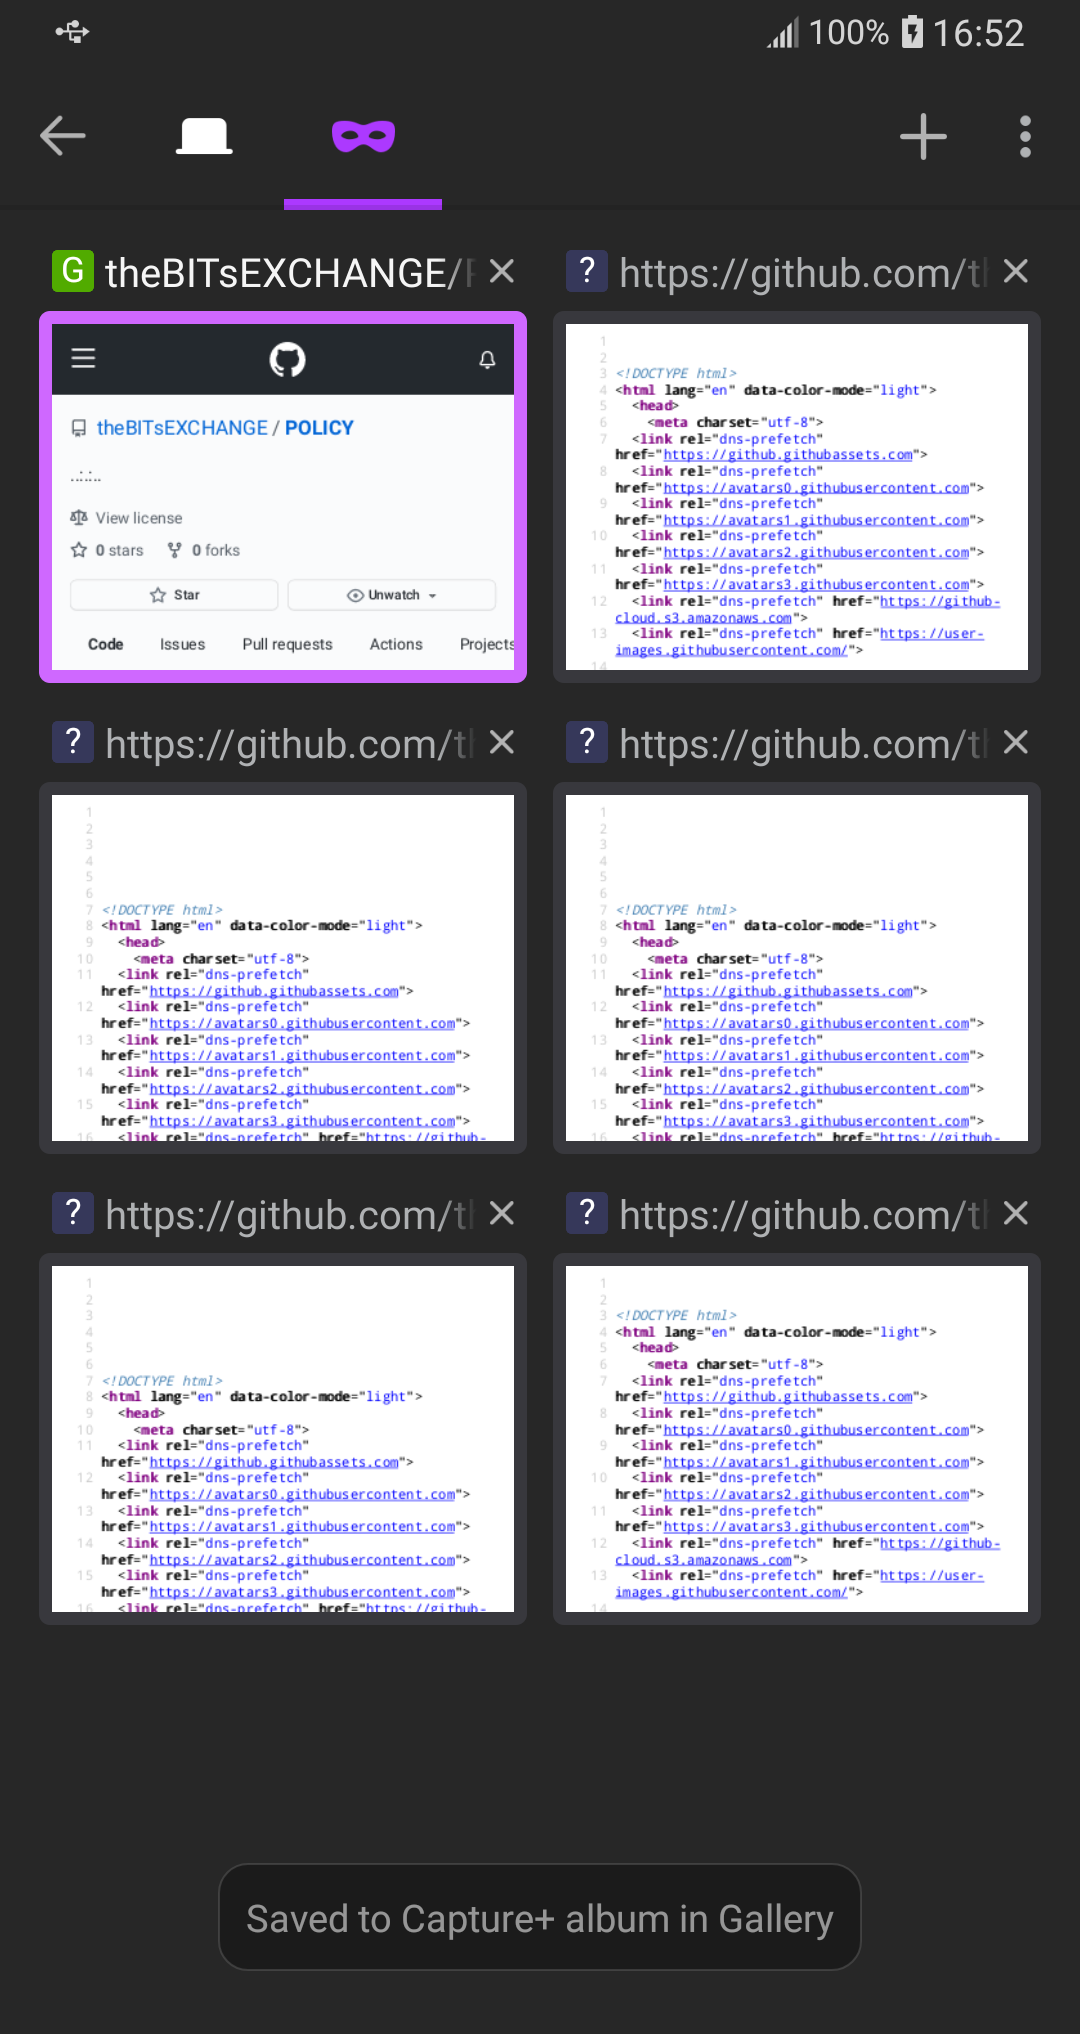 100% 16:52
G theBITsEXCHANGE/
theBITsEXCHANGE / POLICY
.:.:..
View license
0 stars 0 forks
Star Unwatch
Code Issues Pull requests Actions Projects
? https://github.com/t
1
2
3 <!DOCTYPE html>
4 <html lang="en" data-color-mode="light">
5 <head>
6 <meta charset="utf-8">
7 <link rel="dns-prefetch"
href="https://github.githubassets.com">
8 <link rel="dns-prefetch"
href="https://avatars0.githubusercontent.com">
9 <link rel="dns-prefetch"
href="https://avatars1.githubusercontent.com">
10 <link rel="dns-prefetch"
href="https://avatars2.githubusercontent.com">
11 <link rel="dns-prefetch"
href="https://avatars3.githubusercontent.com">
12 <link rel="dns-prefetch" href="https://github-
cloud.s3.amazonaws.com">
13 <link rel="dns-prefetch" href="https://user-
images.githubusercontent.com/">
14
? https://github.com/t
1
2
3
4
5
6
7 <!DOCTYPE html>
8 <html lang="en" data-color-mode="light">
9 <head>
10 <meta charset="utf-8">
11 <link rel="dns-prefetch"
href="https://github.githubassets.com">
12 <link rel="dns-prefetch"
href="https://avatars0.githubusercontent.com">
13 <link rel="dns-prefetch"
href="https://avatars1.githubusercontent.com">
14 <link rel="dns-prefetch"
href="https://avatars2.githubusercontent.com">
15 <link rel="dns-prefetch"
href="https://avatars3.githubusercontent.com">
16 <link rel="dns-prefetch" href="https://github-
? https://github.com/t
1
2
3
4
5
6
7 <!DOCTYPE html>
8 <html lang="en" data-color-mode="light">
9 <head>
10 <meta charset="utf-8">
11 <link rel="dns-prefetch"
href="https://github.githubassets.com">
12 <link rel="dns-prefetch"
href="https://avatars0.githubusercontent.com">
13 <link rel="dns-prefetch"
href="https://avatars1.githubusercontent.com">
14 <link rel="dns-prefetch"
href="https://avatars2.githubusercontent.com">
15 <link rel="dns-prefetch"
href="https://avatars3.githubusercontent.com">
16 <link rel="dns-prefetch" href="https://github-
? https://github.com/t
1
2
3
4
5
6
7 <!DOCTYPE html>
8 <html lang="en" data-color-mode="light">
9 <head>
10 <meta charset="utf-8">
11 <link rel="dns-prefetch"
href="https://github.githubassets.com">
12 <link rel="dns-prefetch"
href="https://avatars0.githubusercontent.com">
13 <link rel="dns-prefetch"
href="https://avatars1.githubusercontent.com">
14 <link rel="dns-prefetch"
href="https://avatars2.githubusercontent.com">
15 <link rel="dns-prefetch"
href="https://avatars3.githubusercontent.com">
16 <link rel="dns-prefetch" href="https://github-
? https://github.com/t
1
2
3 <!DOCTYPE html>
4 <html lang="en" data-color-mode="light">
5 <head>
6 <meta charset="utf-8">
7 <link rel="dns-prefetch"
href="https://github.githubassets.com">
8 <link rel="dns-prefetch"
href="https://avatars0.githubusercontent.com">
9 <link rel="dns-prefetch"
href="https://avatars1.githubusercontent.com">
10 <link rel="dns-prefetch"
href="https://avatars2.githubusercontent.com">
11 <link rel="dns-prefetch"
href="https://avatars3.githubusercontent.com">
12 <link rel="dns-prefetch" href="https://github-
cloud.s3.amazonaws.com">
13 <link rel="dns-prefetch" href="https://user-
images.githubusercontent.com/">
14
Saved to Capture+ album in Gallery